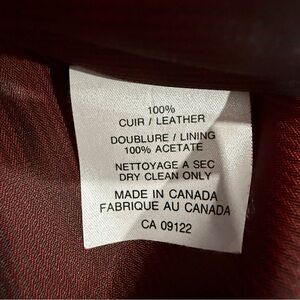 100%
CUIR / LEATHER
DOUBLURE / LINING
100% ACETATE
NETTOYAGE A SEC
DRY CLEAN ONLY
MADE IN CANADA
FABRIQUE AU CANADA
CA 09122